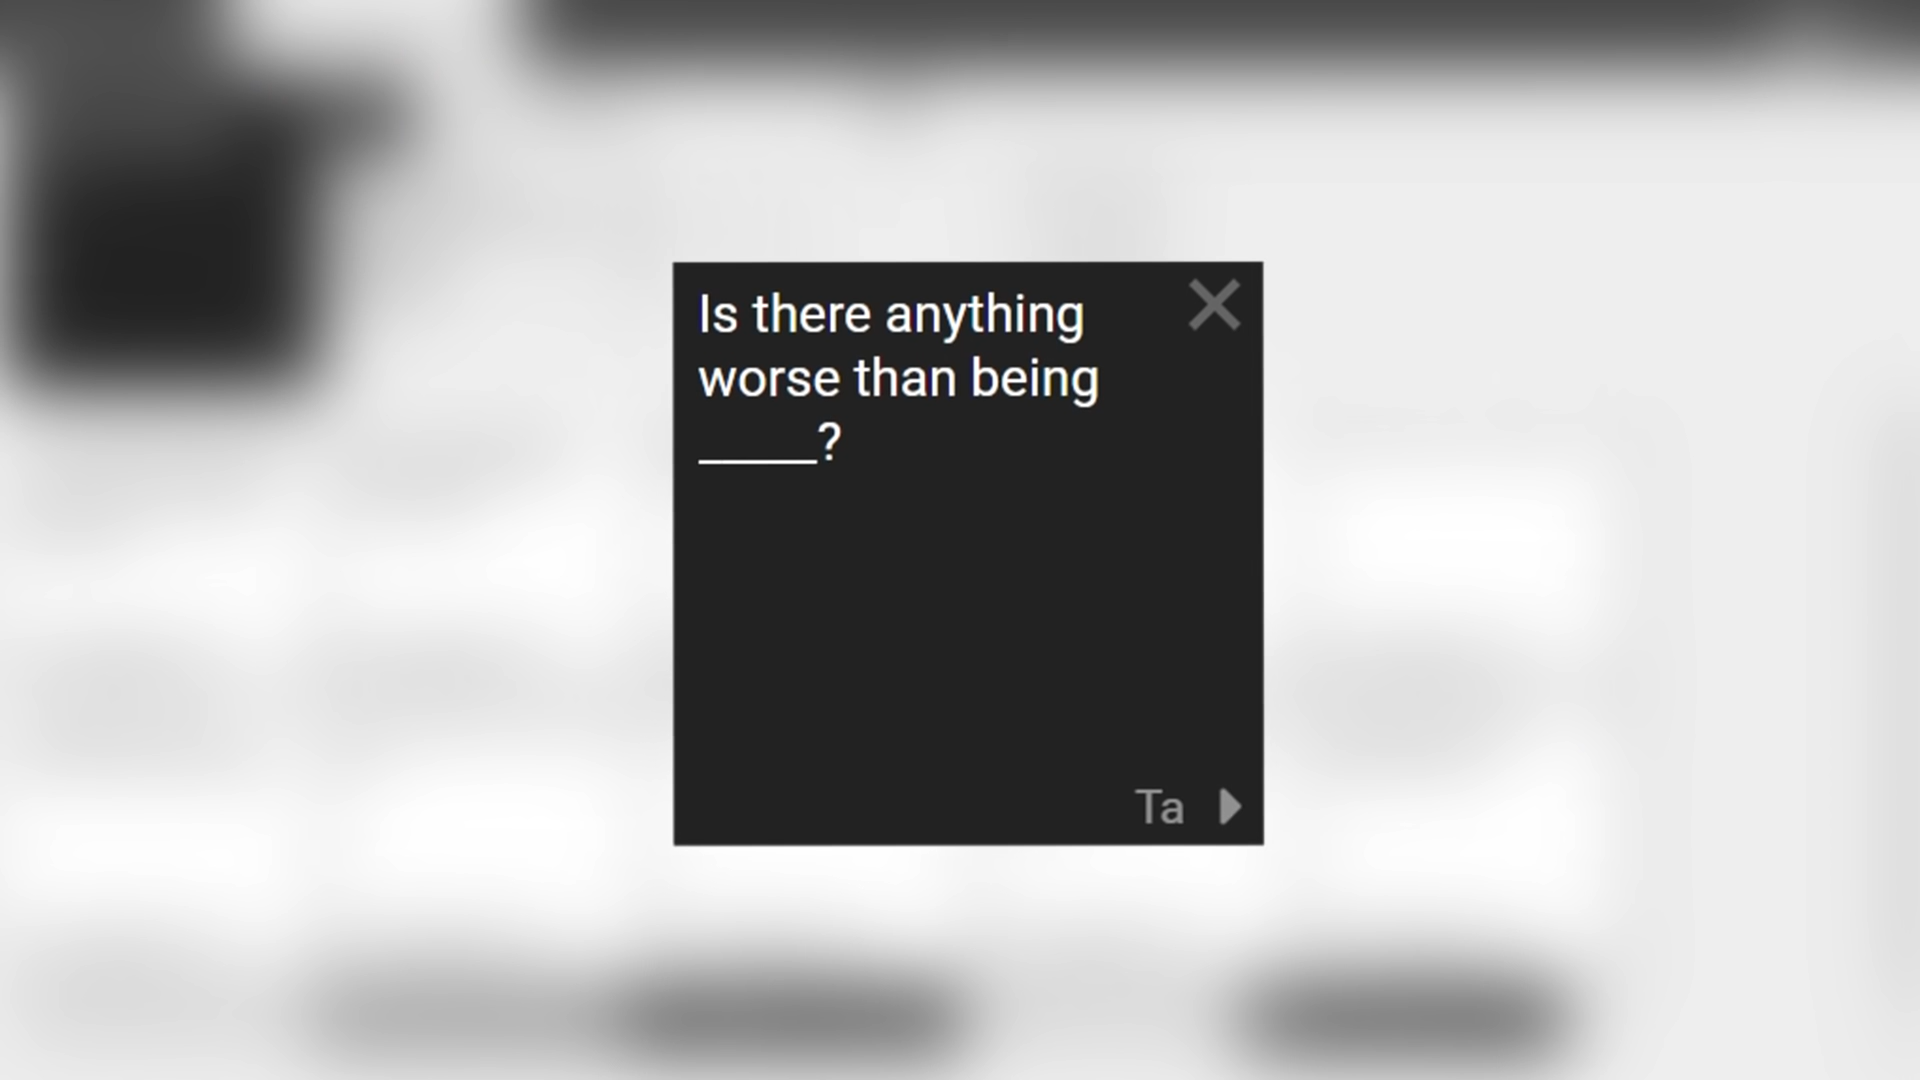 Is there anything
worse than being
_____?
Ta